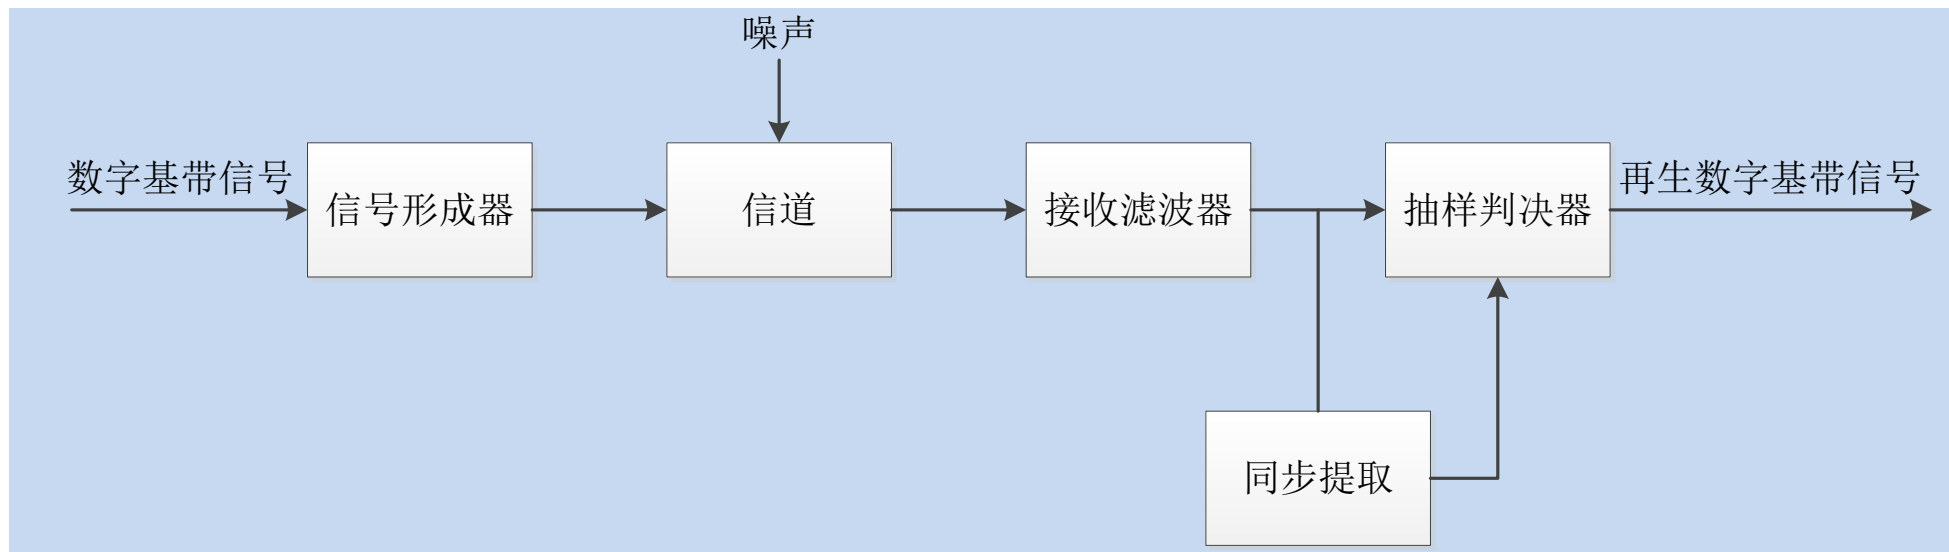 噪声
数字基带信号
信号形成器
信道
接收滤波器
抽样判决器
再生数字基带信号
同步提取